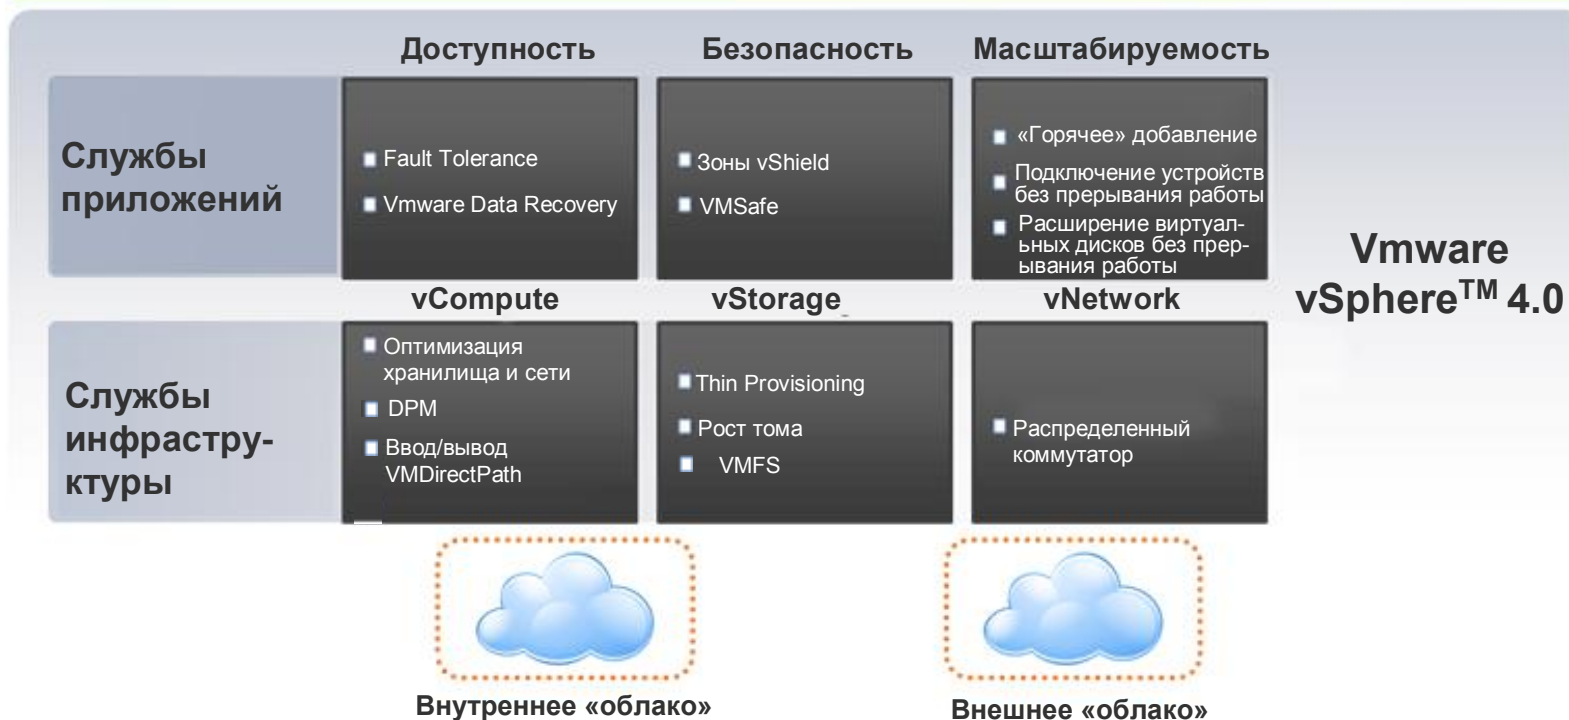 Доступность
Безопасность
Масштабируемость
Службы
приложений
Fault Tolerance
Vmware Data Recovery
Зоны vShield
VMSafe
«Горячее» добавление
Подключение устройств
без прерывания работы
Расширение виртуаль-
ьных дисков без прер-
ывания работы
Vmware
vSphereTM 4.0
vCompute
vStorage
vNetwork
Службы
инфрастру-
ктуры
Оптимизация
хранилища и сети
DPM
Ввод/вывод
VMDirectPath
Thin Provisioning
Рост тома
VMFS
Распределенный
коммутатор
Внутреннее «облако»
Внешнее «облако»